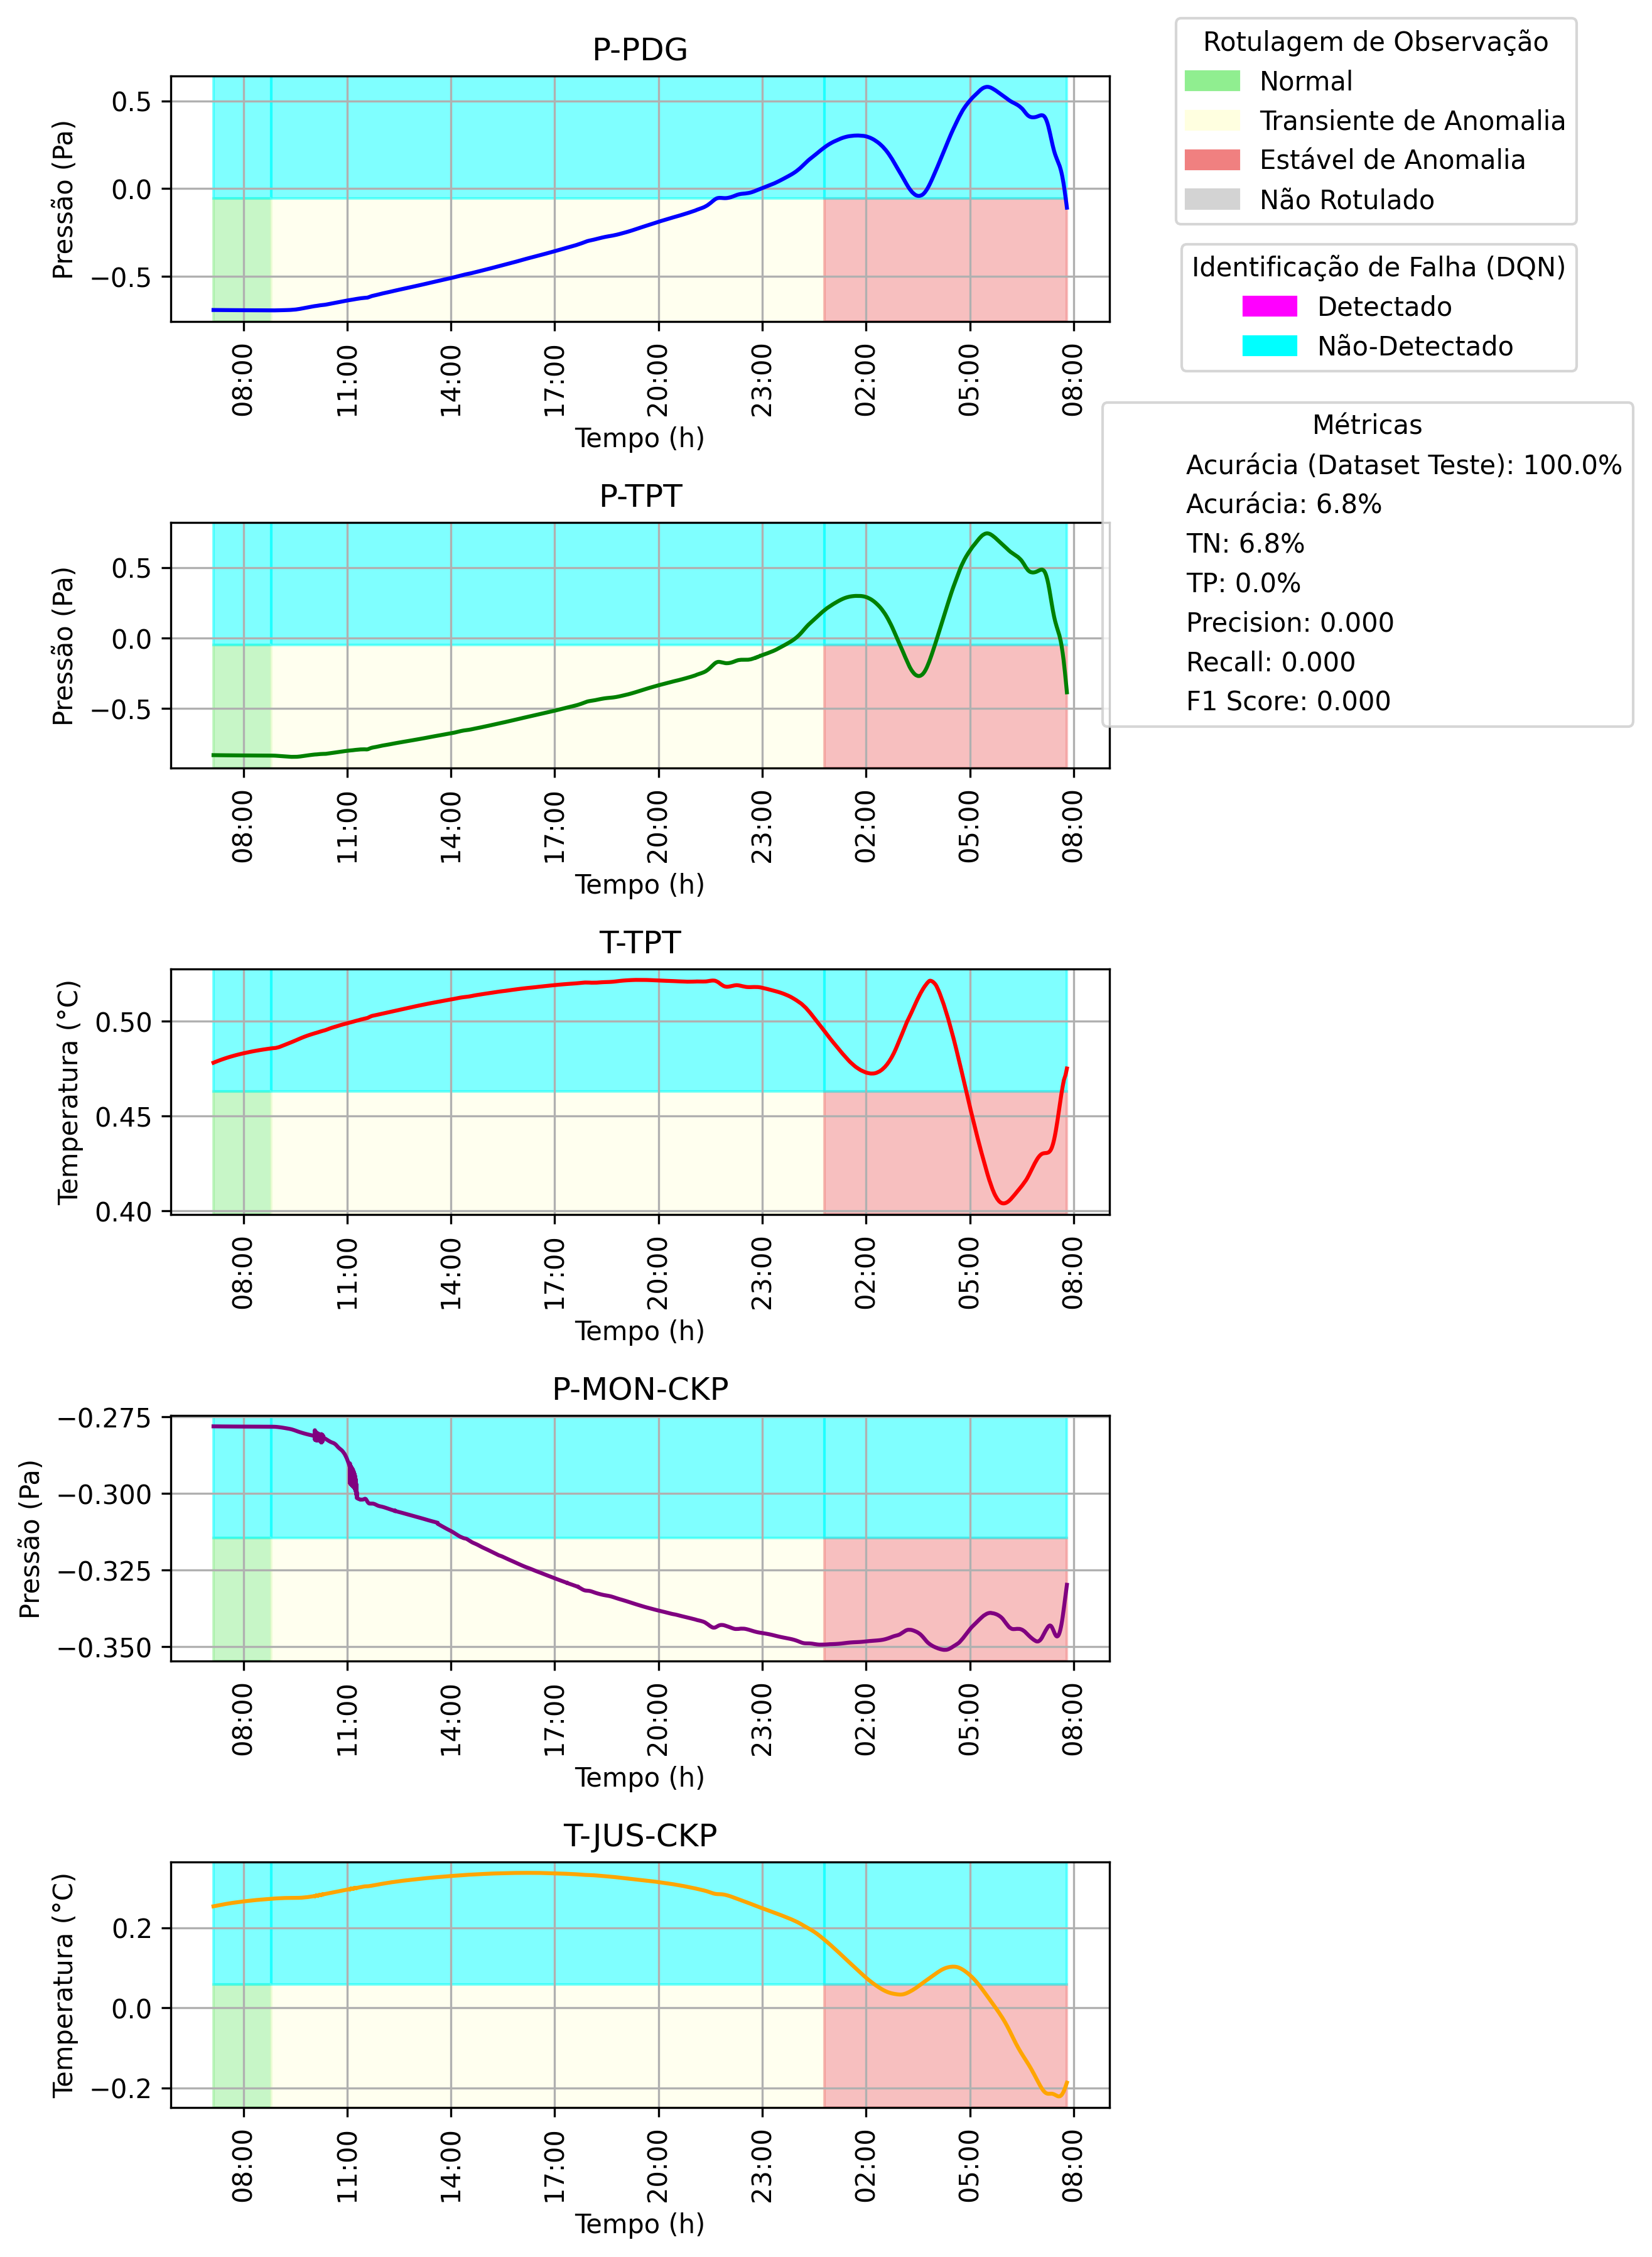 P-PDG
0.5
0.0
−0.5
Pressão (Pa)
08:00 11:00 14:00 17:00 20:00 23:00 02:00 05:00 08:00
Tempo (h)
Rotulagem de Observação
Normal
Transiente de Anomalia
Estável de Anomalia
Não Rotulado
Identificação de Falha (DQN)
Detectado
Não-Detectado
Métricas
Acurácia (Dataset Teste): 100.0%
Acurácia: 6.8%
TN: 6.8%
TP: 0.0%
Precision: 0.000
Recall: 0.000
F1 Score: 0.000
P-TPT
0.5
0.0
−0.5
Pressão (Pa)
08:00 11:00 14:00 17:00 20:00 23:00 02:00 05:00 08:00
Tempo (h)
T-TPT
0.50
0.45
0.40
Temperatura (°C)
08:00 11:00 14:00 17:00 20:00 23:00 02:00 05:00 08:00
Tempo (h)
P-MON-CKP
−0.275
−0.300
−0.325
−0.350
Pressão (Pa)
08:00 11:00 14:00 17:00 20:00 23:00 02:00 05:00 08:00
Tempo (h)
T-JUS-CKP
0.2
0.0
−0.2
Temperatura (°C)
08:00 11:00 14:00 17:00 20:00 23:00 02:00 05:00 08:00
Tempo (h)